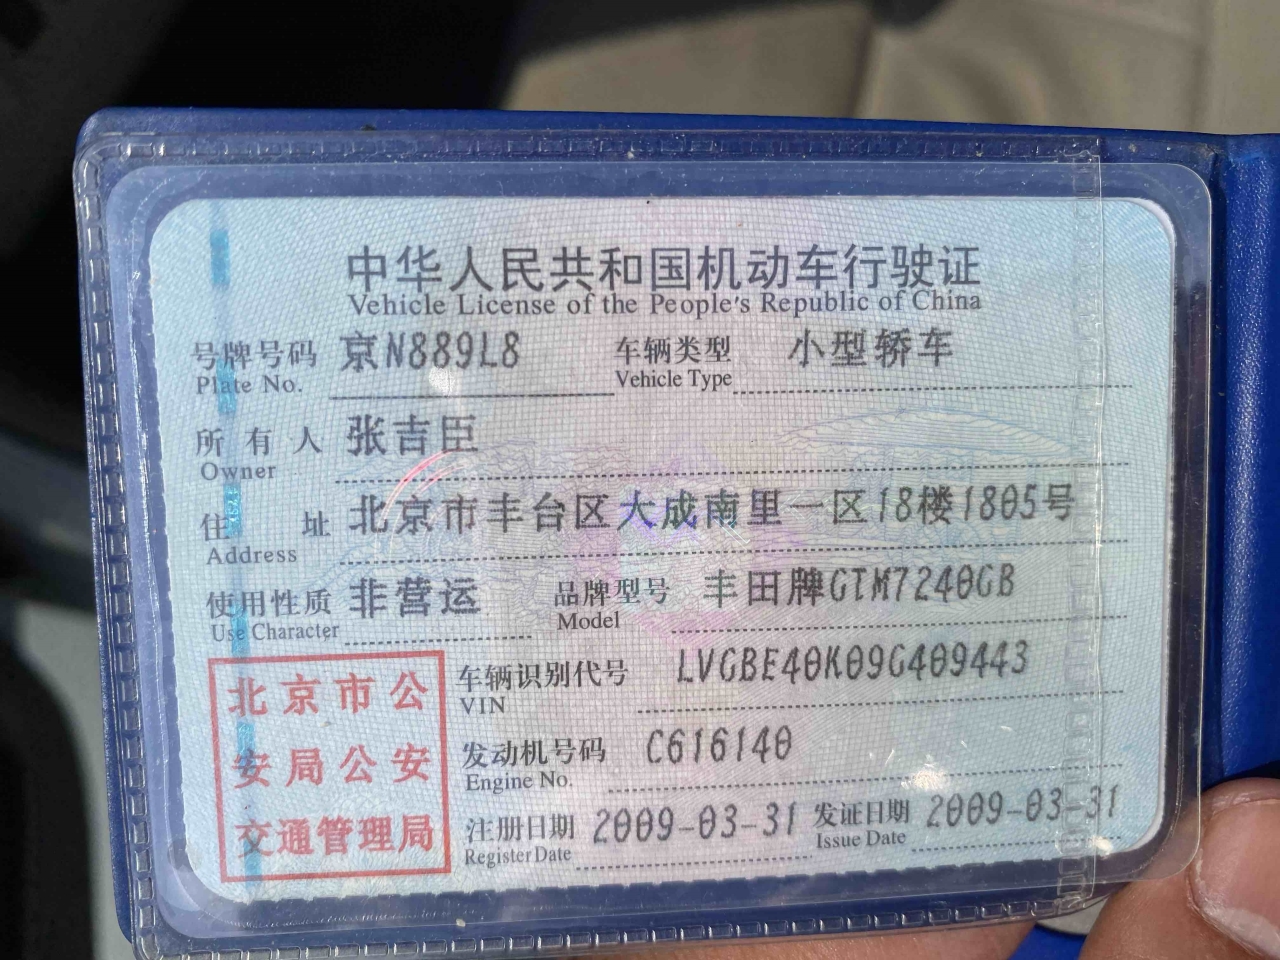 中华人民共和国机动车行驶证
Vehicle License of the People's Republic of China
号牌号码 京N889L8 车辆类型 小型轿车
Plate No. Vehicle Type
所有人 张吉臣
Owner
住址 北京市丰台区大成南里一区18楼1805号
Address
使用性质 非营运 品牌型号 丰田牌GTM7240GB
Use Character Model
车辆识别代号 LVGBE40K09G409443
VIN
发动机号码 C616140
Engine No.
注册日期 2009-03-31 发证日期 2009-03-31
Register Date Issue Date
北京市公
安局公安
交通管理局